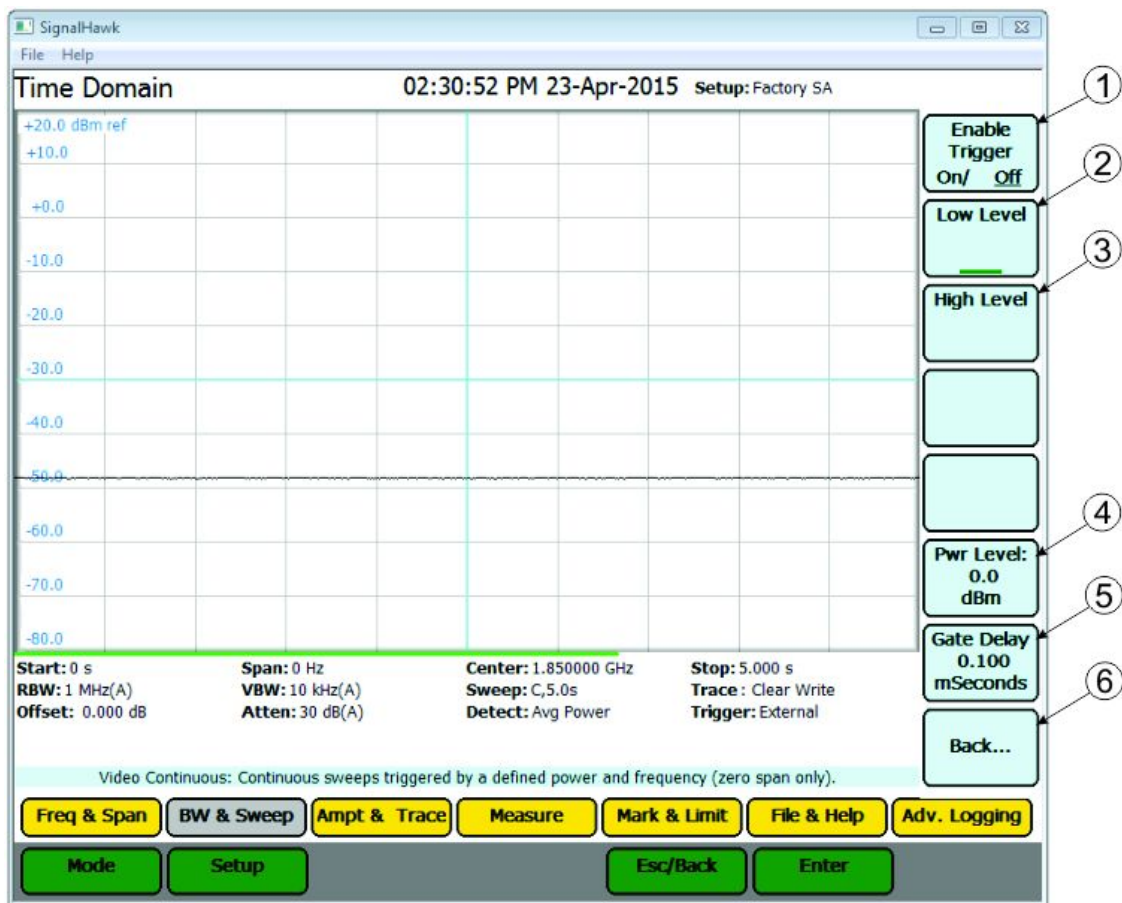 SignalHawk
File Help
Time Domain 02:30:52 PM 23-Apr-2015 Setup: Factory SA
+20.0 dBm ref
+10.0
+0.0
-10.0
-20.0
-30.0
-40.0
-50.0
-60.0
-70.0
-80.0
1
Enable
Trigger
On/ Off
2
Low Level
3
High Level
4
Pwr Level:
0.0
dBm
5
Gate Delay
0.100
mSeconds
6
Back...
Start: 0 s Span: 0 Hz Center: 1.850000 GHz Stop: 5.000 s
RBW: 1 MHz(A) VBW: 10 kHz(A) Sweep: C,5.0s Trace : Clear Write
Offset: 0.000 dB Atten: 30 dB(A) Detect: Avg Power Trigger: External
Video Continuous: Continuous sweeps triggered by a defined power and frequency (zero span only).
Freq & Span BW & Sweep Ampt & Trace Measure Mark & Limit File & Help Adv. Logging
Mode Setup Esc/Back Enter